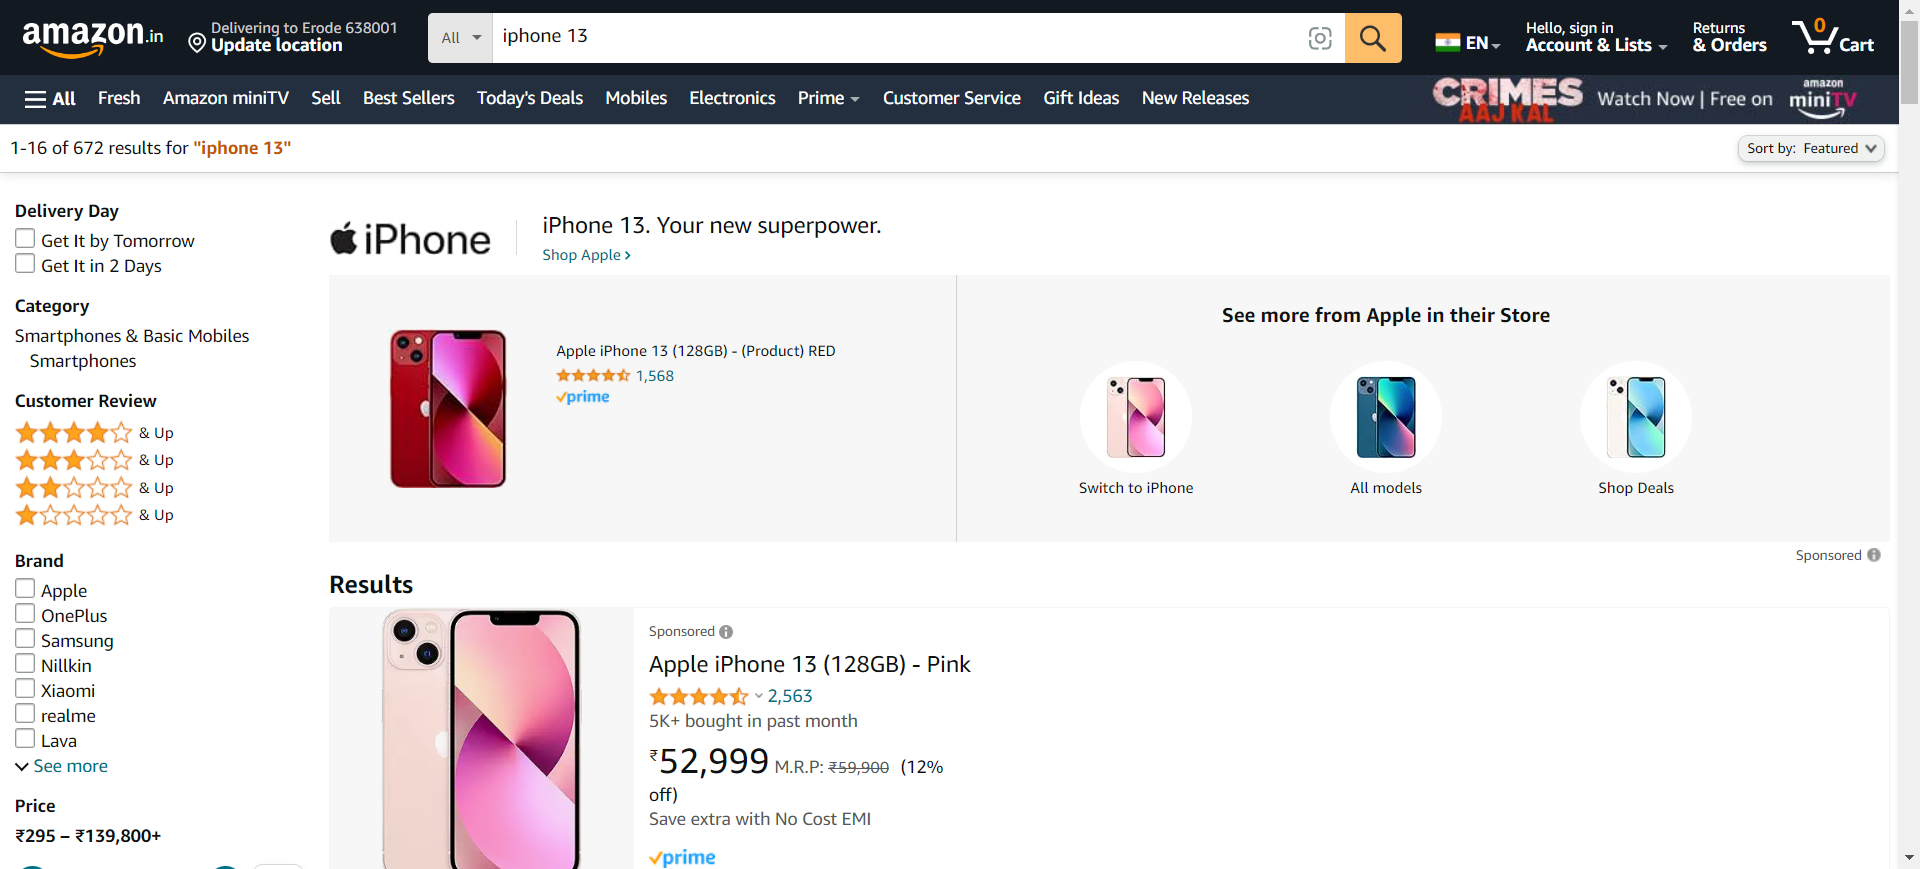 amazon.in
Delivering to Erode 638001
Update location
All
iphone 13
EN
Hello, sign in
Account & Lists
Returns
& Orders
0
Cart
All
Fresh
Amazon miniTV
Sell
Best Sellers
Today's Deals
Mobiles
Electronics
Prime
Customer Service
Gift Ideas
New Releases
CRIMES
AAJ KAL
Watch Now | Free on
amazon
miniTV
1-16 of 672 results for "iphone 13"
Sort by: Featured
Delivery Day
Get It by Tomorrow
Get It in 2 Days
Category
Smartphones & Basic Mobiles
Smartphones
Customer Review
& Up
& Up
& Up
& Up
Brand
Apple
OnePlus
Samsung
Nillkin
Xiaomi
realme
Lava
See more
Price
₹295 – ₹139,800+
iPhone
iPhone 13. Your new superpower.
Shop Apple ›
Apple iPhone 13 (128GB) - (Product) RED
1,568
prime
See more from Apple in their Store
Switch to iPhone
All models
Shop Deals
Sponsored
Results
Sponsored
Apple iPhone 13 (128GB) - Pink
2,563
5K+ bought in past month
₹52,999 M.R.P: ₹59,900 (12%
off)
Save extra with No Cost EMI
prime